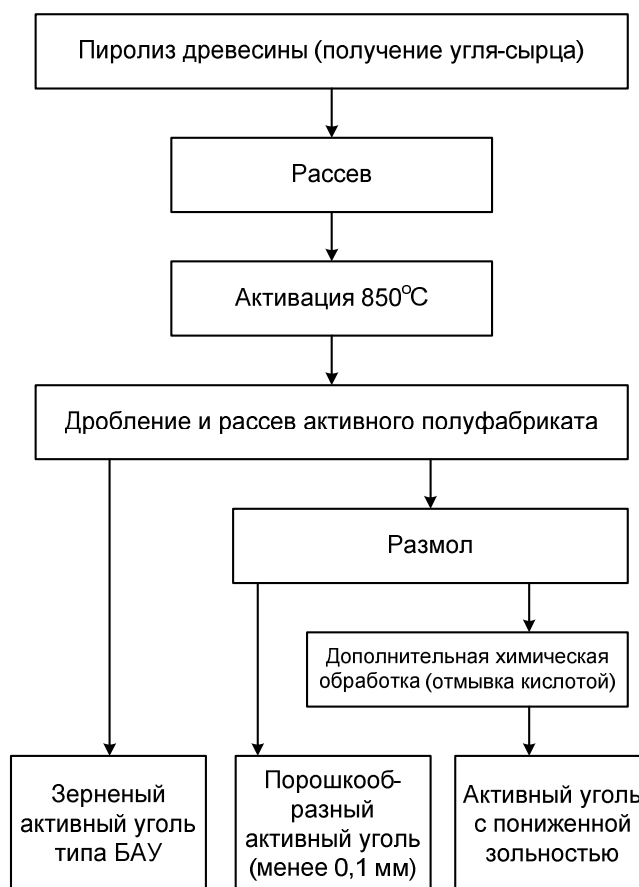 Пиролиз древесины (получение угля-сырца)
Рассев
Активация 850°С
Дробление и рассев активного полуфабриката
Размол
Дополнительная химическая
обработка (отмывка кислотой)
Зерненый
активный уголь
типа БАУ
Порошкооб-
разный
активный уголь
(менее 0,1 мм)
Активный уголь
с пониженной
зольностью